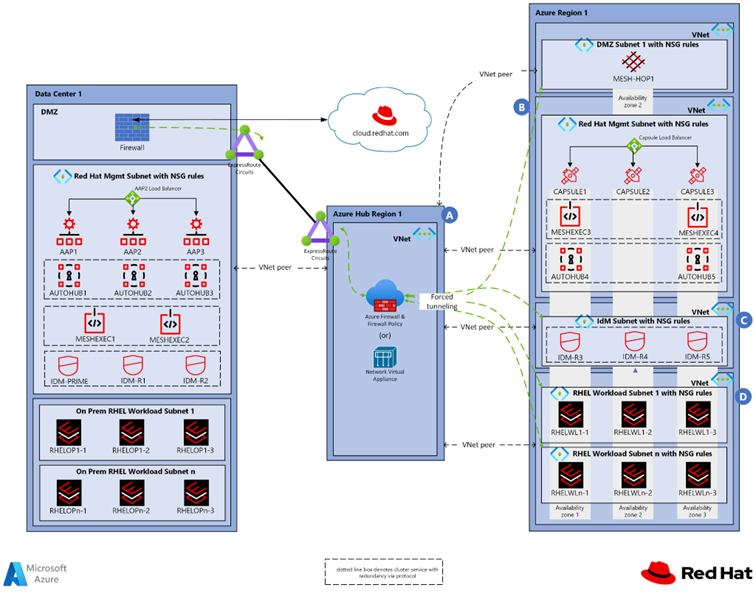 Data Center 1
DMZ
Firewall
cloud.redhat.com
ExpressRoute
Circuits
Red Hat Mgmt Subnet with NSG rules
AAP2 Load Balancer
AAP1
AAP2
AAP3
AUTOHUB1
AUTOHUB2
AUTOHUB3
MESHEXEC1
MESHEXEC2
IDM-PRIME
IDM-R1
IDM-R2
On Prem RHEL Workload Subnet 1
RHELOP1-1
RHELOP1-2
RHELOP1-3
On Prem RHEL Workload Subnet n
RHELOPn-1
RHELOPn-2
RHELOPn-3
VNet peer
ExpressRoute
Circuits
Azure Hub Region 1
A
VNet
Azure Firewall &
Firewall Policy
(or)
Network Virtual
Appliance
Forced
tunneling
VNet peer
VNet peer
VNet peer
VNet peer
Azure Region 1
VNet
DMZ Subnet 1 with NSG rules
MESH-HOP1
Availability
zone 2
B
VNet
Red Hat Mgmt Subnet with NSG rules
Capsule Load Balancer
CAPSULE1
CAPSULE2
CAPSULE3
MESHEXEC3
MESHEXEC4
AUTOHUB4
AUTOHUB5
VNet
C
IdM Subnet with NSG rules
IDM-R3
IDM-R4
IDM-R5
VNet
D
RHEL Workload Subnet 1 with NSG rules
RHELWL1-1
RHELWL1-2
RHELWL1-3
RHEL Workload Subnet n with NSG rules
RHELWLn-1
RHELWLn-2
RHELWLn-3
Availability
zone 1
Availability
zone 2
Availability
zone 3
Microsoft
Azure
dotted line box denotes cluster service with
redundancy via protocol
Red Hat